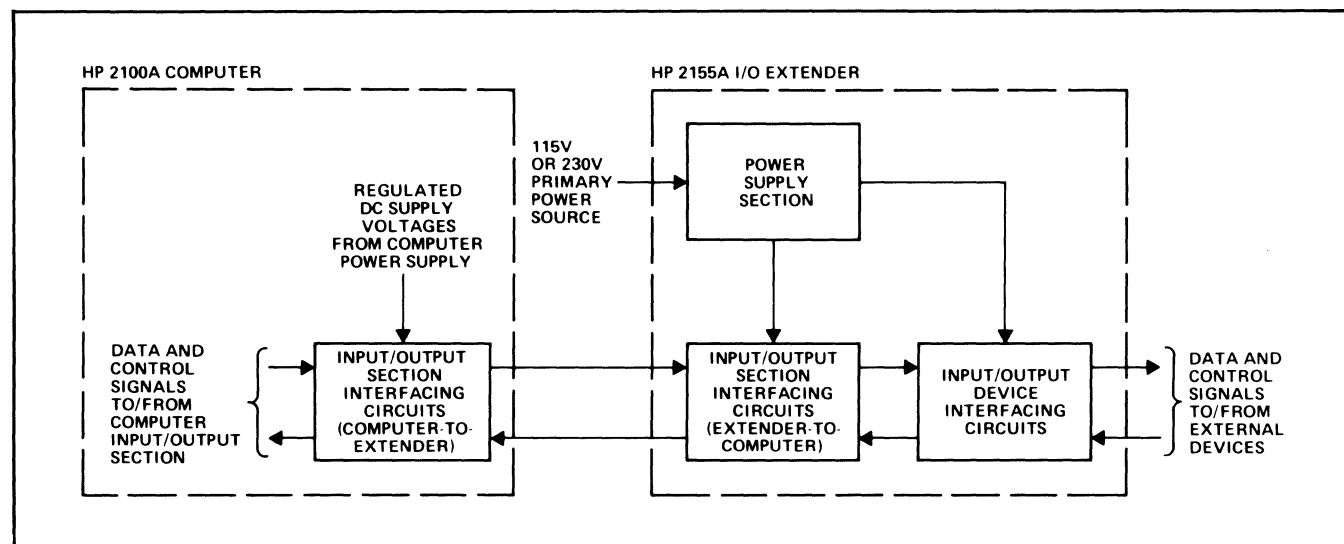 HP 2100A COMPUTER
HP 2155A I/O EXTENDER
115V
OR 230V
PRIMARY
POWER
SOURCE
POWER
SUPPLY
SECTION
REGULATED
DC SUPPLY
VOLTAGES
FROM COMPUTER
POWER SUPPLY
DATA AND
CONTROL
SIGNALS
TO/FROM
COMPUTER
INPUT/OUTPUT
SECTION
INPUT/OUTPUT
SECTION
INTERFACING
CIRCUITS
(COMPUTER-TO-
EXTENDER)
INPUT/OUTPUT
SECTION
INTERFACING
CIRCUITS
(EXTENDER-TO-
COMPUTER)
INPUT/OUTPUT
DEVICE
INTERFACING
CIRCUITS
DATA AND
CONTROL
SIGNALS
TO/FROM
EXTERNAL
DEVICES